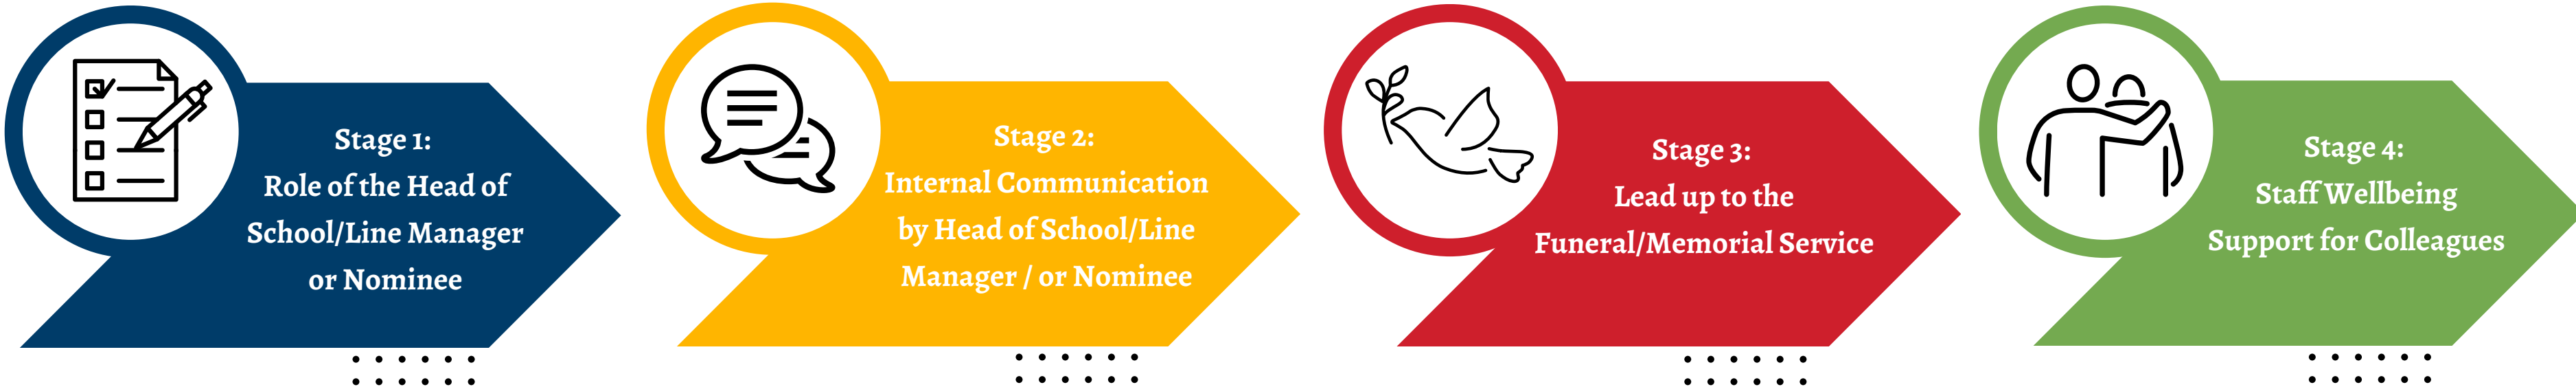 Stage 1:
Role of the Head of
School/Line Manager
or Nominee
Stage 2:
Internal Communication
by Head of School/Line
Manager / or Nominee
Stage 3:
Lead up to the
Funeral/Memorial Service
Stage 4:
Staff Wellbeing
Support for Colleagues